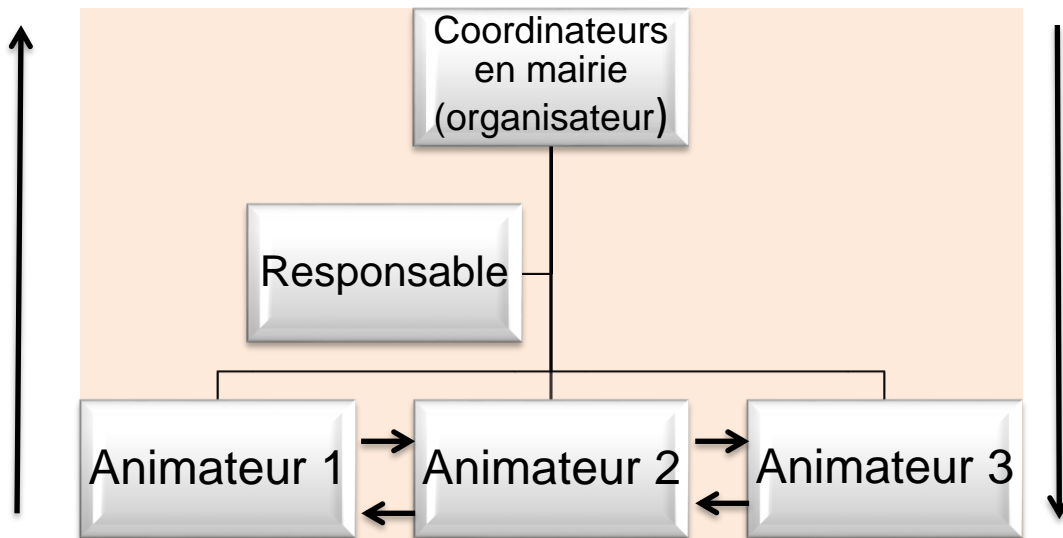 Coordinateurs
en mairie
(organisateur)
Responsable
Animateur 1
Animateur 2
Animateur 3